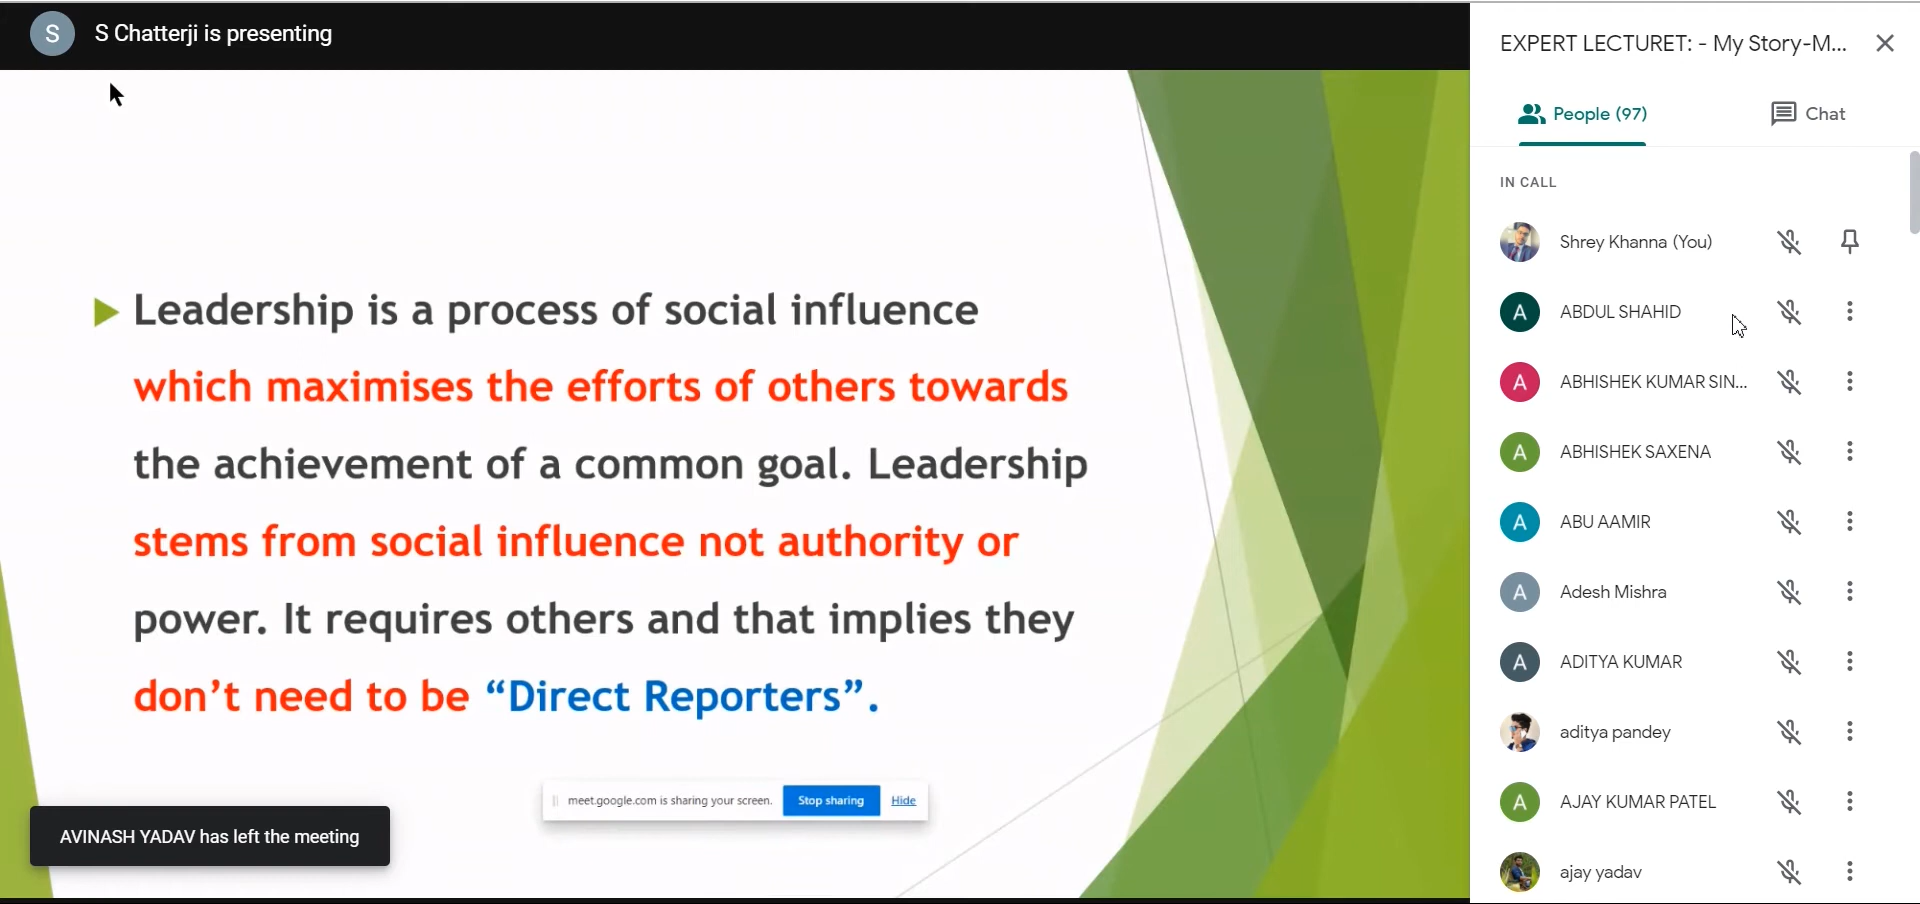 S
S Chatterji is presenting
Leadership is a process of social influence
which maximises the efforts of others towards
the achievement of a common goal. Leadership
stems from social influence not authority or
power. It requires others and that implies they
don’t need to be “Direct Reporters”.
meet.google.com is sharing your screen.
Stop sharing
Hide
AVINASH YADAV has left the meeting
EXPERT LECTURET: - My Story-M...
People (97)
Chat
IN CALL
Shrey Khanna (You)
A ABDUL SHAHID
A ABHISHEK KUMAR SIN...
A ABHISHEK SAXENA
A ABU AAMIR
A Adesh Mishra
A ADITYA KUMAR
aditya pandey
A AJAY KUMAR PATEL
ajay yadav